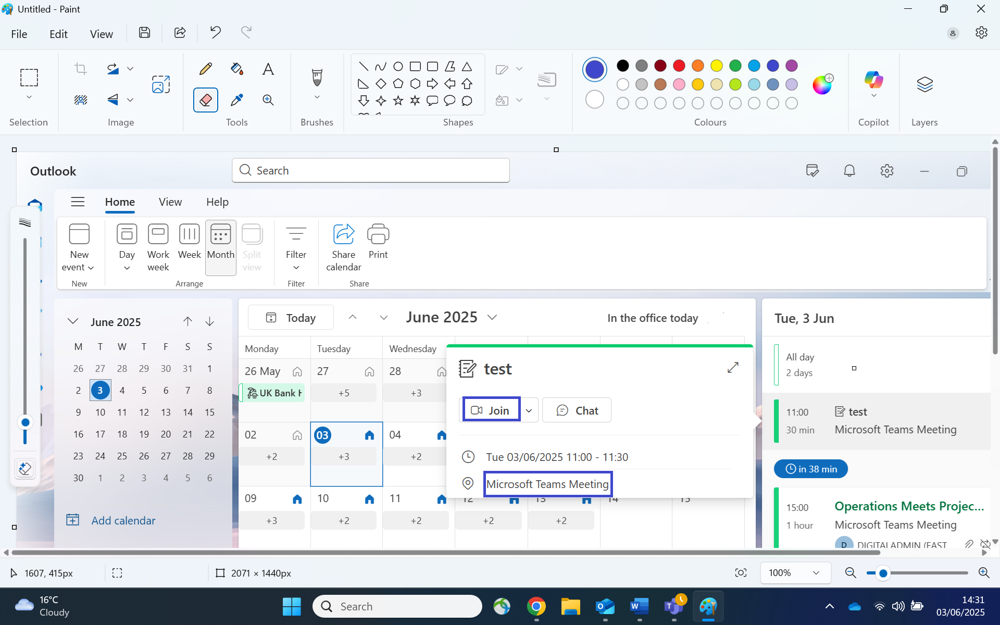 Untitled - Paint
File Edit View
Selection Image Tools Brushes Shapes Colours Copilot Layers
Outlook Search
Home View Help
New Day Work Week Month Split Filter Share Print
event week view calendar
New Arrange Filter Share
June 2025 Today June 2025 In the office today Tue, 3 Jun
M T W T F S S
26 27 28 29 30 31 1
2 3 4 5 6 7 8
9 10 11 12 13 14 15
16 17 18 19 20 21 22
23 24 25 26 27 28 29
30 1 2 3 4 5 6
Add calendar
Monday Tuesday Wednesday
26 May 27 28
UK Bank H +5 +3
02 03 04
+2 +3 +2
09 10 11 12 13 14 15
+3 +2 +2 +2 +2
test
Join Chat
Tue 03/06/2025 11:00 - 11:30
Microsoft Teams Meeting
All day
2 days
11:00 test
30 min Microsoft Teams Meeting
in 38 min
15:00 Operations Meets Projec...
1 hour Microsoft Teams Meeting
D DIGITAL ADMIN (EAST
1607, 415px 2071 × 1440px 100%
16°C
Cloudy
Search
14:31
03/06/2025